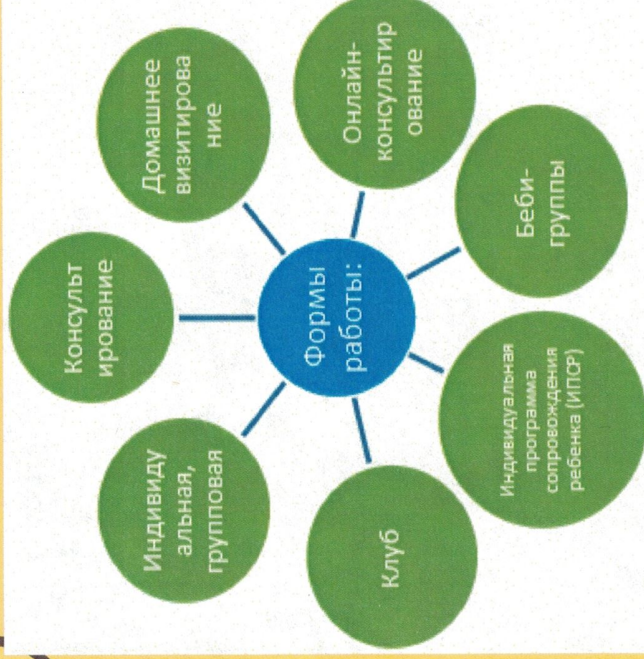 Формы
работы:
Консульт
ирование
Домашнее
визитирова
ние
Онлайн-
консультир
ование
Беби-
группы
Индивидуальная
программа
сопровождения
ребенка (ИПСР)
Клуб
Индивиду
альная,
групповая